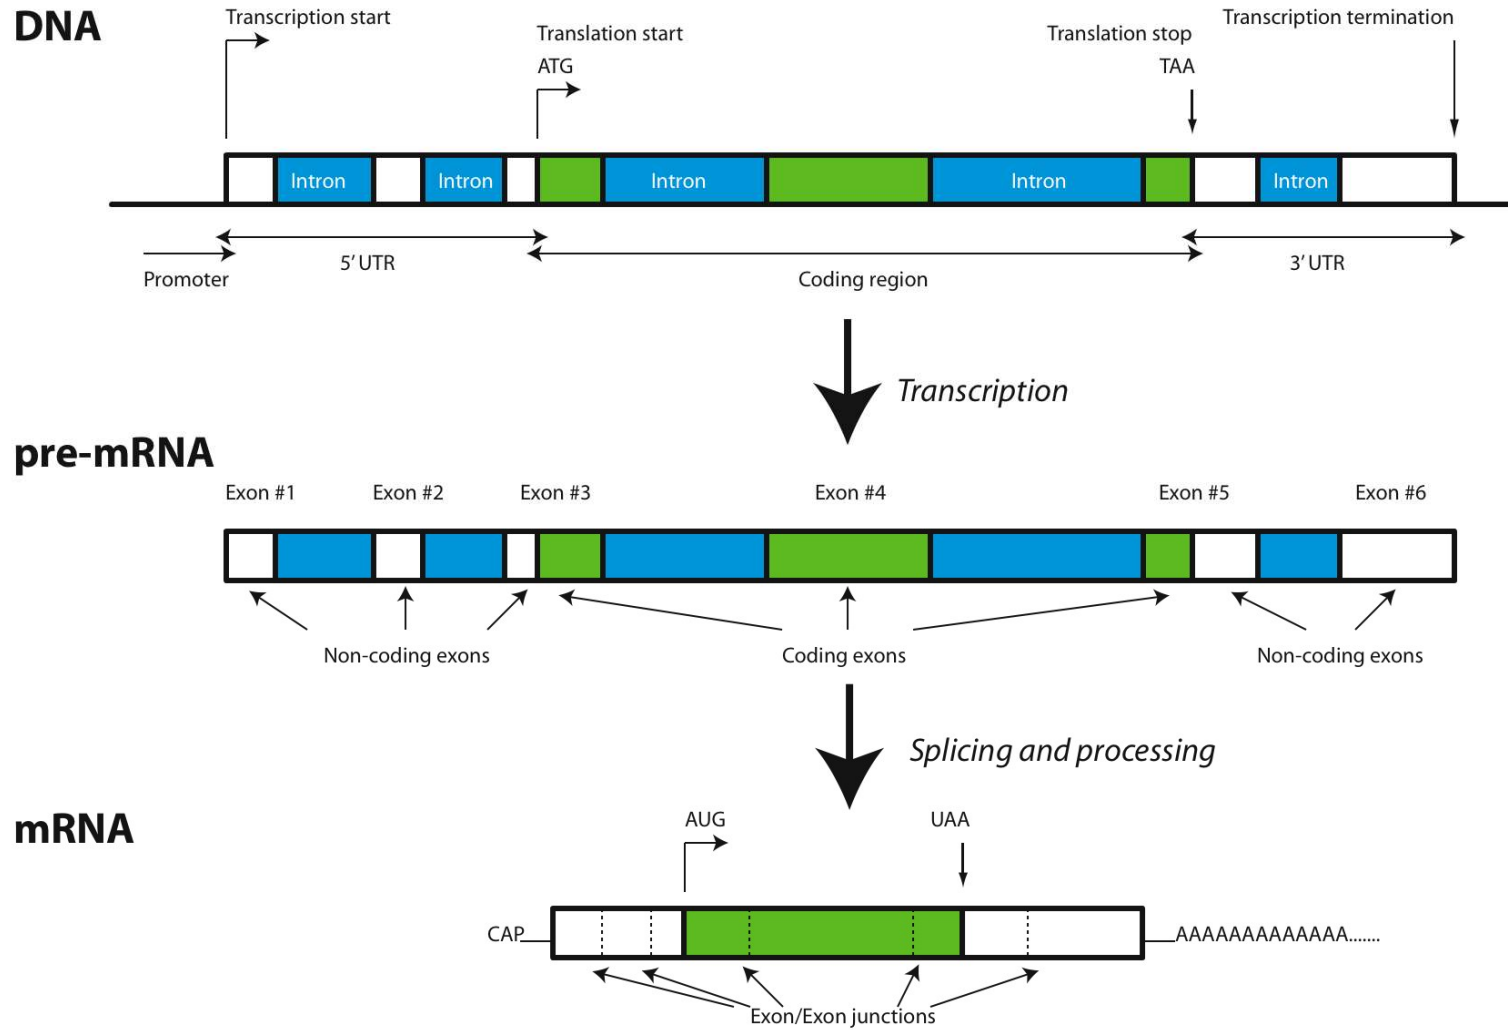 DNA
Transcription start
Translation start
ATG
Translation stop
TAA
Transcription termination
Intron
Intron
Intron
Intron
Intron
Promoter
5’ UTR
Coding region
3’ UTR
Transcription
pre-mRNA
Exon #1
Exon #2
Exon #3
Exon #4
Exon #5
Exon #6
Non-coding exons
Coding exons
Non-coding exons
Splicing and processing
mRNA
AUG
UAA
CAP
AAAAAAAAAAAAA.......
Exon/Exon junctions